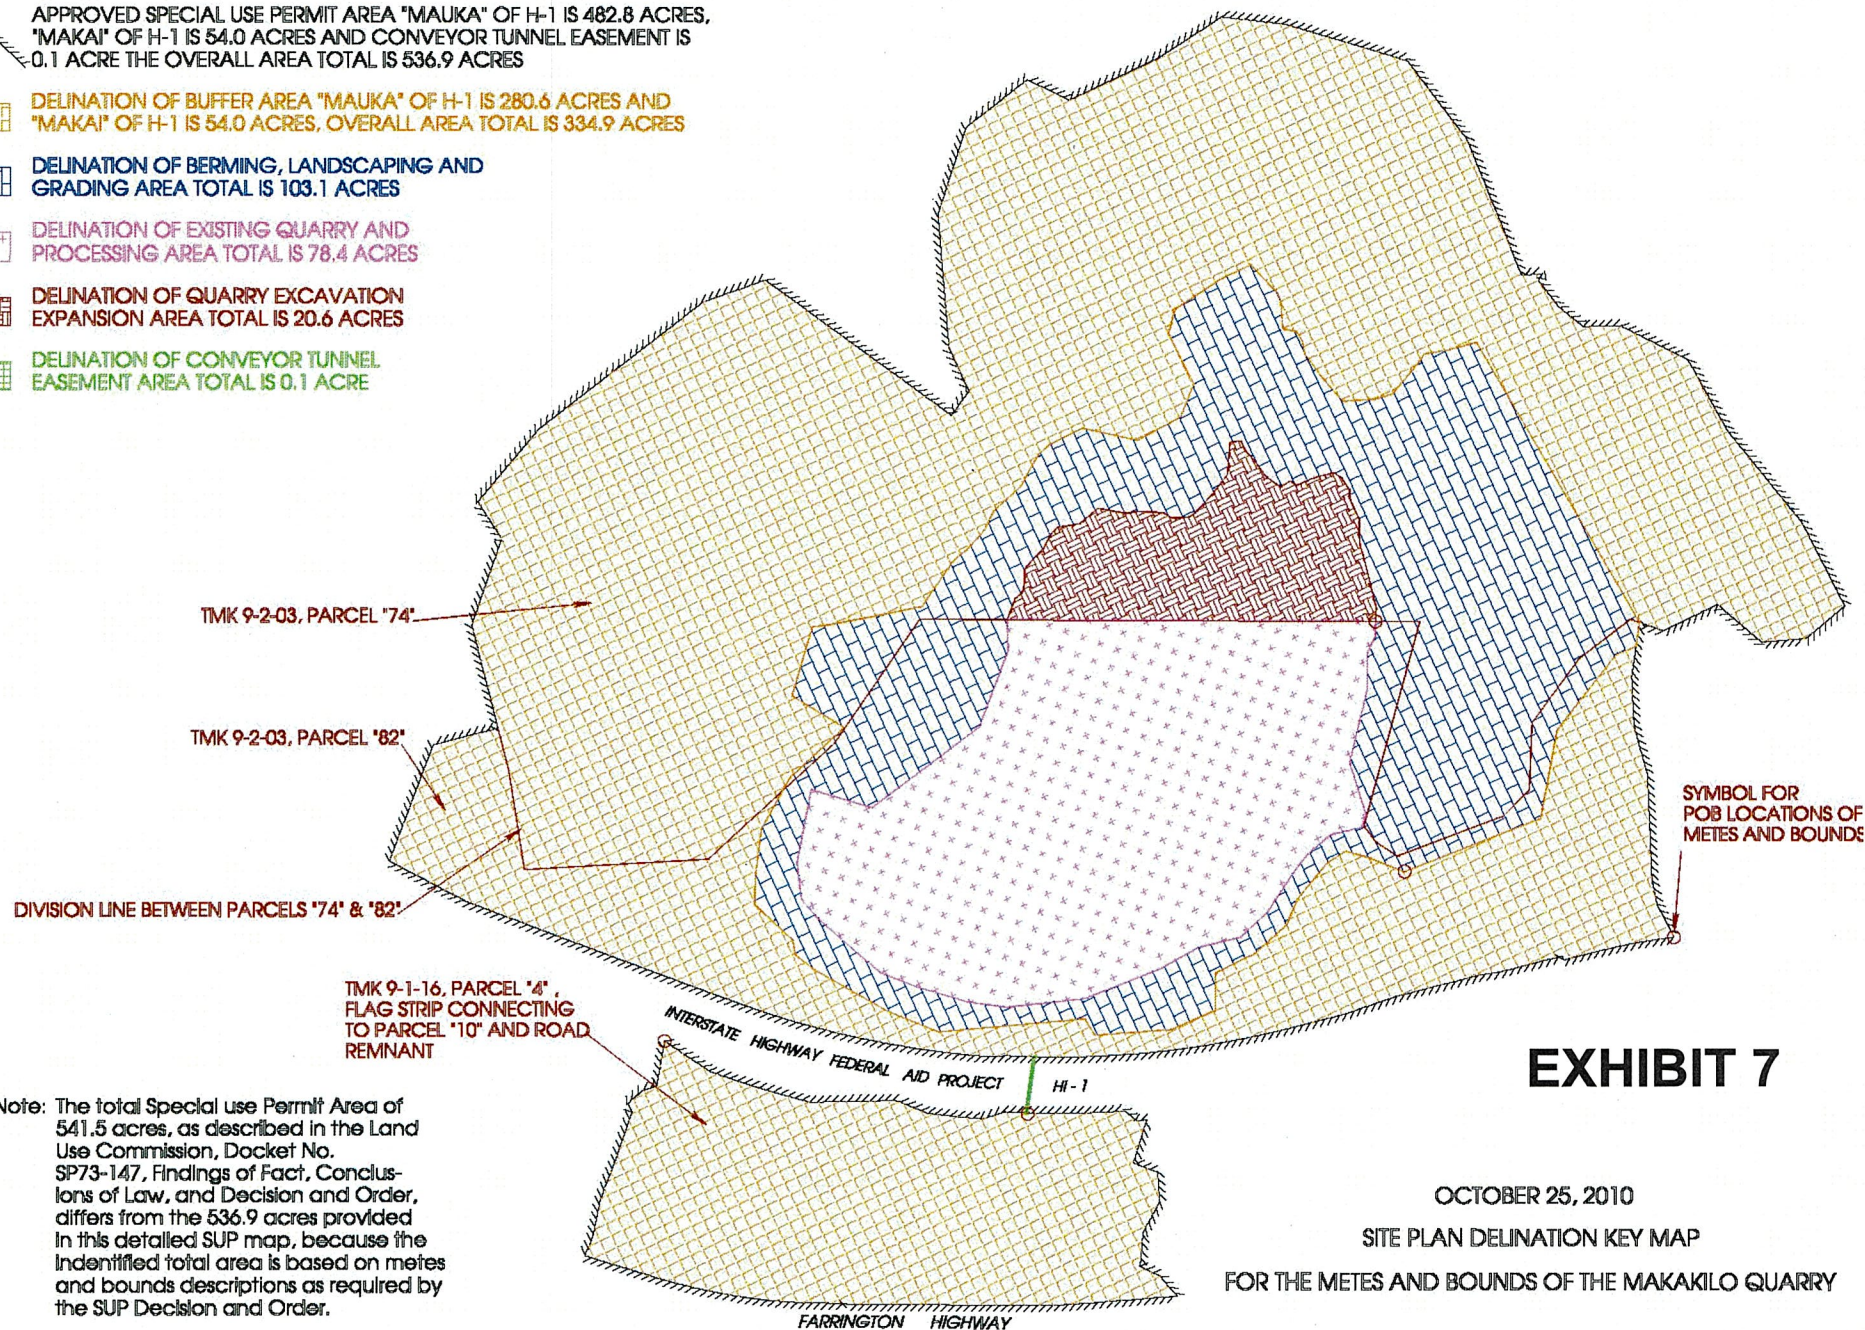 APPROVED SPECIAL USE PERMIT AREA "MAUKA" OF H-1 IS 482.8 ACRES,
"MAKAI" OF H-1 IS 54.0 ACRES AND CONVEYOR TUNNEL EASEMENT IS
0.1 ACRE THE OVERALL AREA TOTAL IS 536.9 ACRES
DELINATION OF BUFFER AREA "MAUKA" OF H-1 IS 280.6 ACRES AND
"MAKAI" OF H-1 IS 54.0 ACRES, OVERALL AREA TOTAL IS 334.9 ACRES
DELINATION OF BERMING, LANDSCAPING AND
GRADING AREA TOTAL IS 103.1 ACRES
DELINATION OF EXISTING QUARRY AND
PROCESSING AREA TOTAL IS 78.4 ACRES
DELINATION OF QUARRY EXCAVATION
EXPANSION AREA TOTAL IS 20.6 ACRES
DELINATION OF CONVEYOR TUNNEL
EASEMENT AREA TOTAL IS 0.1 ACRE
TMK 9-2-03, PARCEL "74"
TMK 9-2-03, PARCEL "82"
DIVISION LINE BETWEEN PARCELS "74" & "82"
SYMBOL FOR
POB LOCATIONS OF
METES AND BOUNDS
TMK 9-1-16, PARCEL "4",
FLAG STRIP CONNECTING
TO PARCEL "10" AND ROAD
REMNANT
INTERSTATE HIGHWAY FEDERAL AID PROJECT HI-1
EXHIBIT 7
Note: The total Special use Permit Area of
541.5 acres, as described in the Land
Use Commission, Docket No.
SP73-147, Findings of Fact, Conclus-
ions of Law, and Decision and Order,
differs from the 536.9 acres provided
in this detailed SUP map, because the
indentified total area is based on metes
and bounds descriptions as required by
the SUP Decision and Order.
OCTOBER 25, 2010
SITE PLAN DELINATION KEY MAP
FOR THE METES AND BOUNDS OF THE MAKAKILO QUARRY
FARRINGTON HIGHWAY